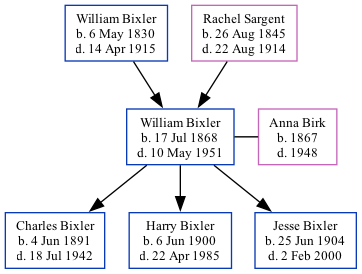 William Bixler
b. 6 May 1830
d. 14 Apr 1915
Rachel Sargent
b. 26 Aug 1845
d. 22 Aug 1914
William Bixler
b. 17 Jul 1868
d. 10 May 1951
Anna Birk
b. 1867
d. 1948
Charles Bixler
b. 4 Jun 1891
d. 18 Jul 1942
Harry Bixler
b. 6 Jun 1900
d. 22 Apr 1985
Jesse Bixler
b. 25 Jun 1904
d. 2 Feb 2000